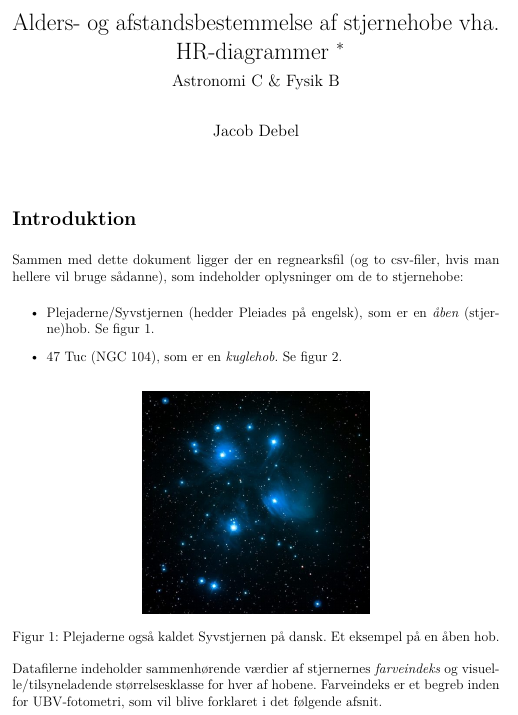 Alders- og afstandsbestemmelse af stjernehobe vha.
HR-diagrammer *
Astronomi C & Fysik B
Jacob Debel
Introduktion
Sammen med dette dokument ligger der en regnearksfil (og to csv-filer, hvis man
hellere vil bruge sådanne), som indeholder oplysninger om de to stjernehobe:
• Plejaderne/Syvstjernen (hedder Pleiades på engelsk), som er en åben (stjer-
ne)hob. Se figur 1.
• 47 Tuc (NGC 104), som er en kuglehob. Se figur 2.
Figur 1: Plejaderne også kaldet Syvstjernen på dansk. Et eksempel på en åben hob.
Datafilerne indeholder sammenhørende værdier af stjernernes farveindeks og visuel-
le/tilsyneladende størrelsesklasse for hver af hobene. Farveindeks er et begreb inden
for UBV-fotometri, som vil blive forklaret i det følgende afsnit.